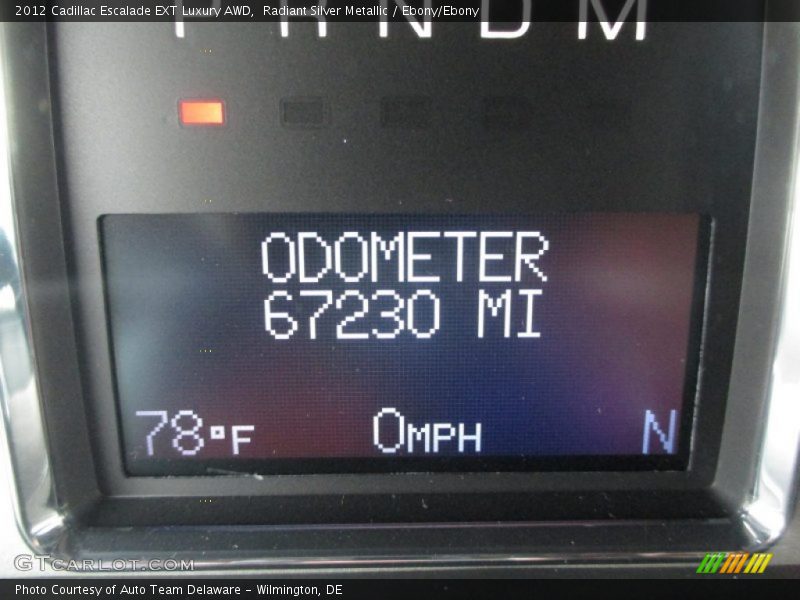 2012 Cadillac Escalade EXT Luxury AWD,  Radiant Silver Metallic / Ebony/Ebony
P R N D M
ODOMETER
67230 MI
78°F 0MPH N
GTCARLOT.COM
Photo Courtesy of Auto Team Delaware - Wilmington, DE